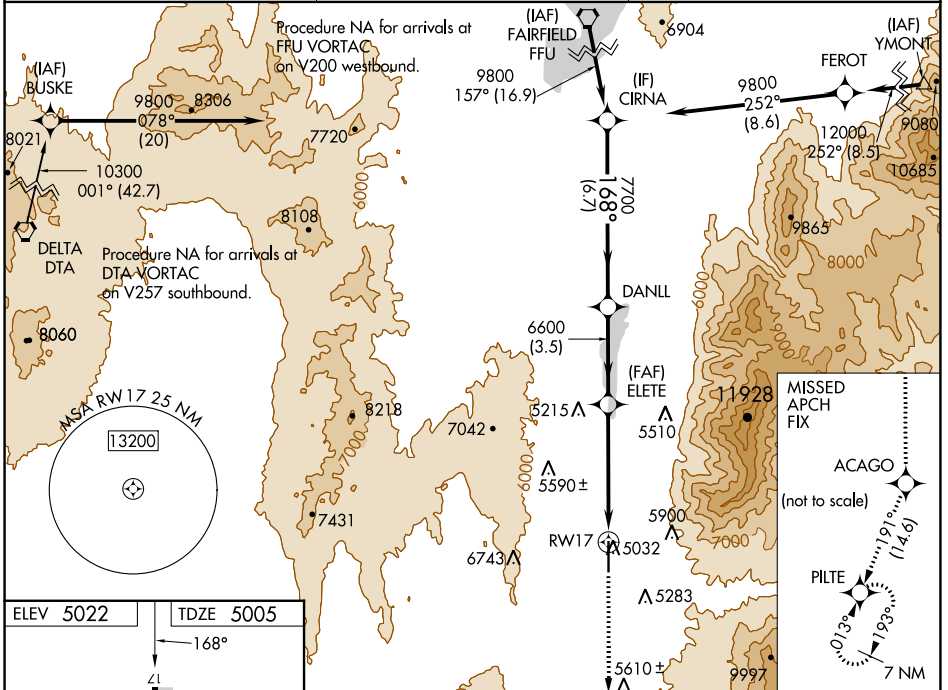 Procedure NA for arrivals at
FFU VORTAC
on V200 westbound.
(IAF)
FAIRFIELD
FFU
6904
(IAF)
YMONT
FEROT
(IAF)
BUSKE
9800
8306
078°
(20)
7720
9800
157° (16.9)
(IF)
CIRNA
9800
252°
(8.6)
12000
252° (8.5)
9080
10685
8021
10300
001° (42.7)
6000
7700
168°
(6.7)
8108
9865
DELTA
DTA
Procedure NA for arrivals at
DTA VORTAC
on V257 southbound.
8000
6000
DANLL
8060
6600
(3.5)
(FAF)
ELETE
11928
MISSED
APCH
FIX
MSA RW17 25 NM
13200
8218
7000
7042
5215
5510
6000
5590 ±
ACAGO
(not to scale)
191°
(14.6)
7431
5900
7000
RW17
5032
6743
PILTE
013°
193°
7 NM
5283
ELEV 5022
TDZE 5005
168°
17
5610 ±
9997